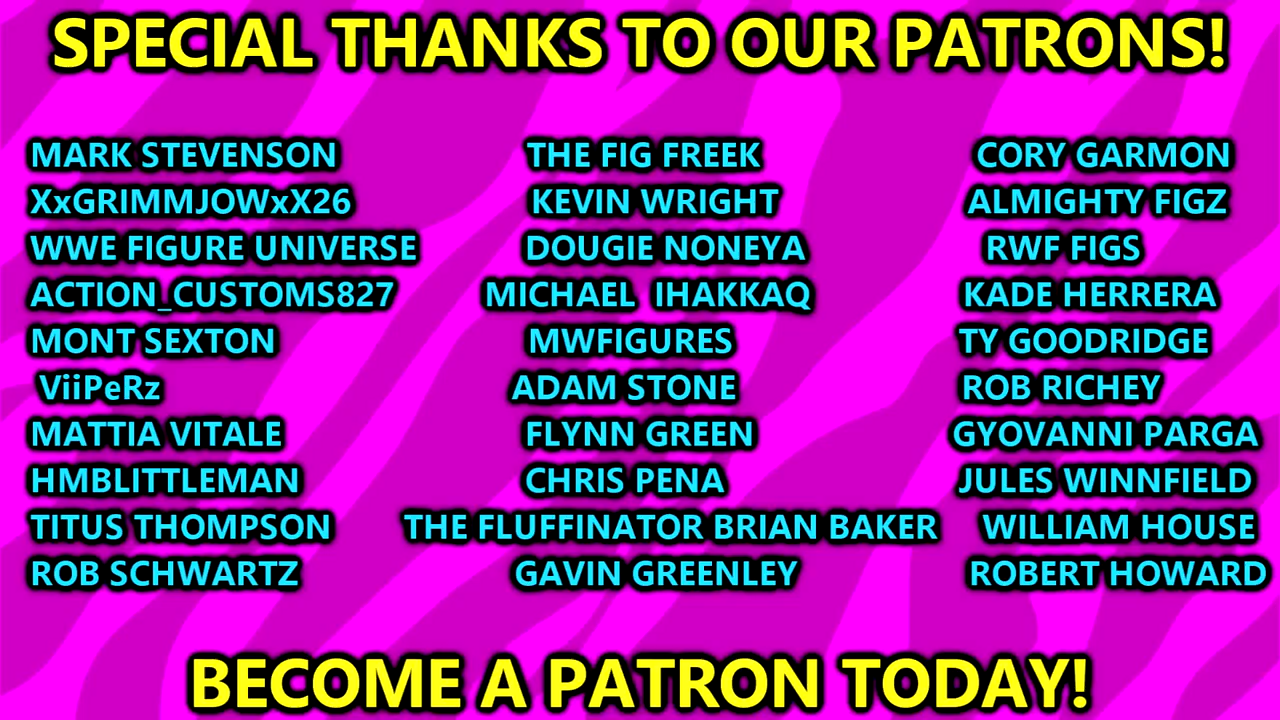 SPECIAL THANKS TO OUR PATRONS!
MARK STEVENSON
XxGRIMMJOWxX26
WWE FIGURE UNIVERSE
ACTION_CUSTOMS827
MONT SEXTON
ViiPeRz
MATTIA VITALE
HMBLITTLEMAN
TITUS THOMPSON
ROB SCHWARTZ
THE FIG FREEK
KEVIN WRIGHT
DOUGIE NONEYA
MICHAEL IHAKKAQ
MWFIGURES
ADAM STONE
FLYNN GREEN
CHRIS PENA
THE FLUFFINATOR BRIAN BAKER
GAVIN GREENLEY
CORY GARMON
ALMIGHTY FIGZ
RWF FIGS
KADE HERRERA
TY GOODRIDGE
ROB RICHEY
GYOVANNI PARGA
JULES WINNFIELD
WILLIAM HOUSE
ROBERT HOWARD
BECOME A PATRON TODAY!